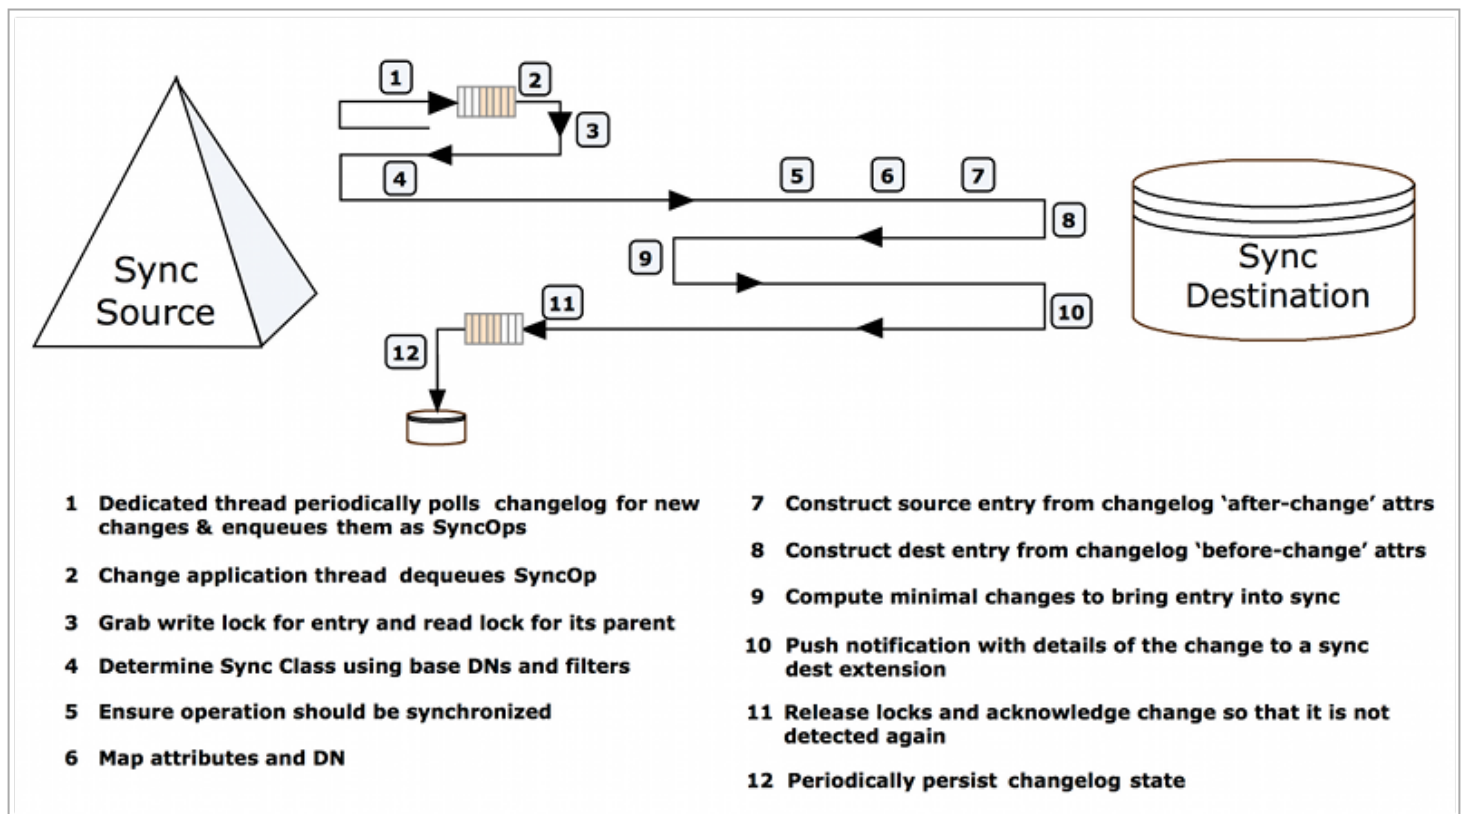 1
2
3
4
5
6
7
8
9
10
11
12
Sync
Source
Sync
Destination
1 Dedicated thread periodically polls changelog for new
changes & enqueues them as SyncOps
2 Change application thread dequeues SyncOp
3 Grab write lock for entry and read lock for its parent
4 Determine Sync Class using base DNs and filters
5 Ensure operation should be synchronized
6 Map attributes and DN
7 Construct source entry from changelog ‘after-change’ attrs
8 Construct dest entry from changelog ‘before-change’ attrs
9 Compute minimal changes to bring entry into sync
10 Push notification with details of the change to a sync
dest extension
11 Release locks and acknowledge change so that it is not
detected again
12 Periodically persist changelog state